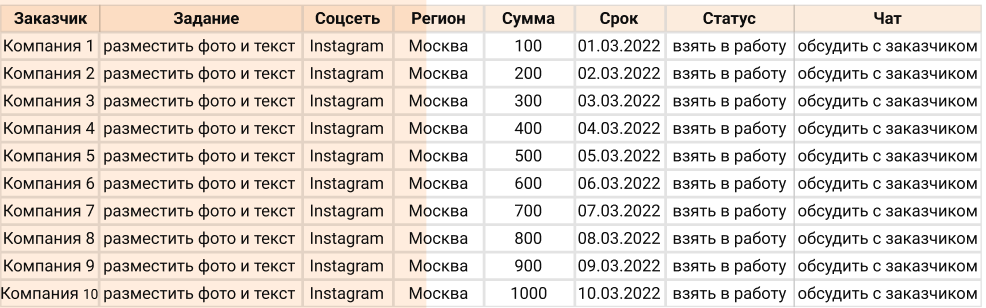 Заказчик Задание Соцсеть Регион Сумма Срок Статус Чат
Компания 1 разместить фото и текст Instagram Москва 100 01.03.2022 взять в работу обсудить с заказчиком
Компания 2 разместить фото и текст Instagram Москва 200 02.03.2022 взять в работу обсудить с заказчиком
Компания 3 разместить фото и текст Instagram Москва 300 03.03.2022 взять в работу обсудить с заказчиком
Компания 4 разместить фото и текст Instagram Москва 400 04.03.2022 взять в работу обсудить с заказчиком
Компания 5 разместить фото и текст Instagram Москва 500 05.03.2022 взять в работу обсудить с заказчиком
Компания 6 разместить фото и текст Instagram Москва 600 06.03.2022 взять в работу обсудить с заказчиком
Компания 7 разместить фото и текст Instagram Москва 700 07.03.2022 взять в работу обсудить с заказчиком
Компания 8 разместить фото и текст Instagram Москва 800 08.03.2022 взять в работу обсудить с заказчиком
Компания 9 разместить фото и текст Instagram Москва 900 09.03.2022 взять в работу обсудить с заказчиком
Компания 10 разместить фото и текст Instagram Москва 1000 10.03.2022 взять в работу обсудить с заказчиком